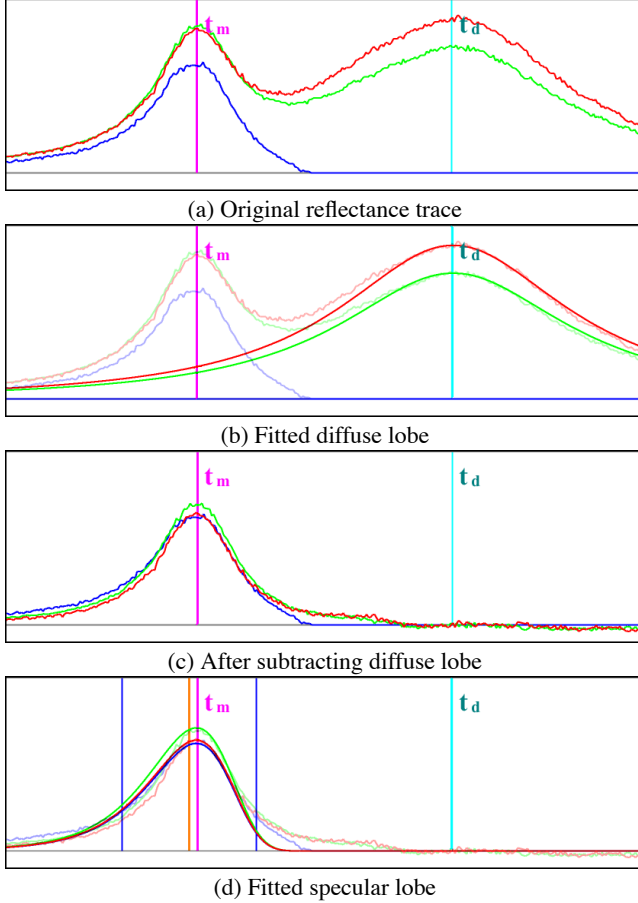 t m t d
(a) Original reflectance trace
t m t d
(b) Fitted diffuse lobe
t m t d
(c) After subtracting diffuse lobe
t m t d
(d) Fitted specular lobe